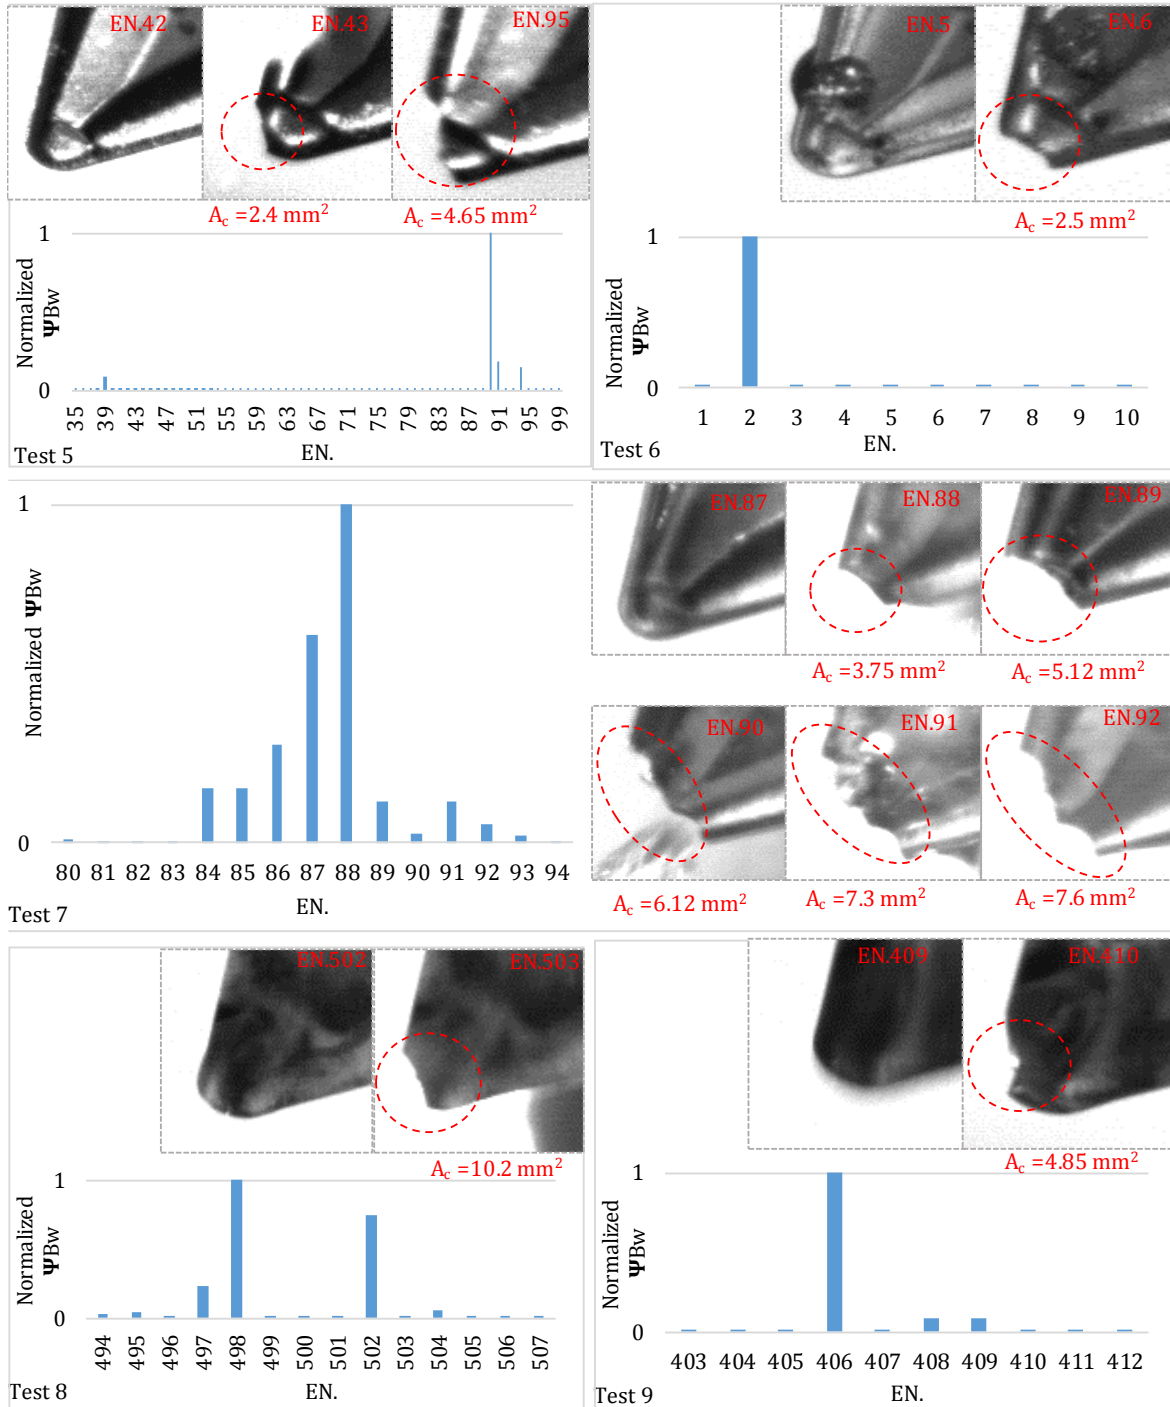 EN.42 EN.43 EN.95
A_c =2.4 mm² A_c =4.65 mm²
1
Normalized
ΨBw
0
35 39 43 47 51 55 59 63 67 71 75 79 83 87 91 95 99
Test 5 EN.
EN.5 EN.6
A_c =2.5 mm²
1
Normalized
ΨBw
0
1 2 3 4 5 6 7 8 9 10
Test 6 EN.
1
Normalized ΨBw
0
80 81 82 83 84 85 86 87 88 89 90 91 92 93 94
Test 7 EN.
EN.87 EN.88 EN.89
A_c =3.75 mm² A_c =5.12 mm²
EN.90 EN.91 EN.92
A_c =6.12 mm² A_c =7.3 mm² A_c =7.6 mm²
EN.502 EN.503
A_c =10.2 mm²
1
Normalized
ΨBw
0
494 495 496 497 498 499 500 501 502 503 504 505 506 507
Test 8 EN.
EN.409 EN.410
A_c =4.85 mm²
1
Normalized
ΨBw
0
403 404 405 406 407 408 409 410 411 412
Test 9 EN.